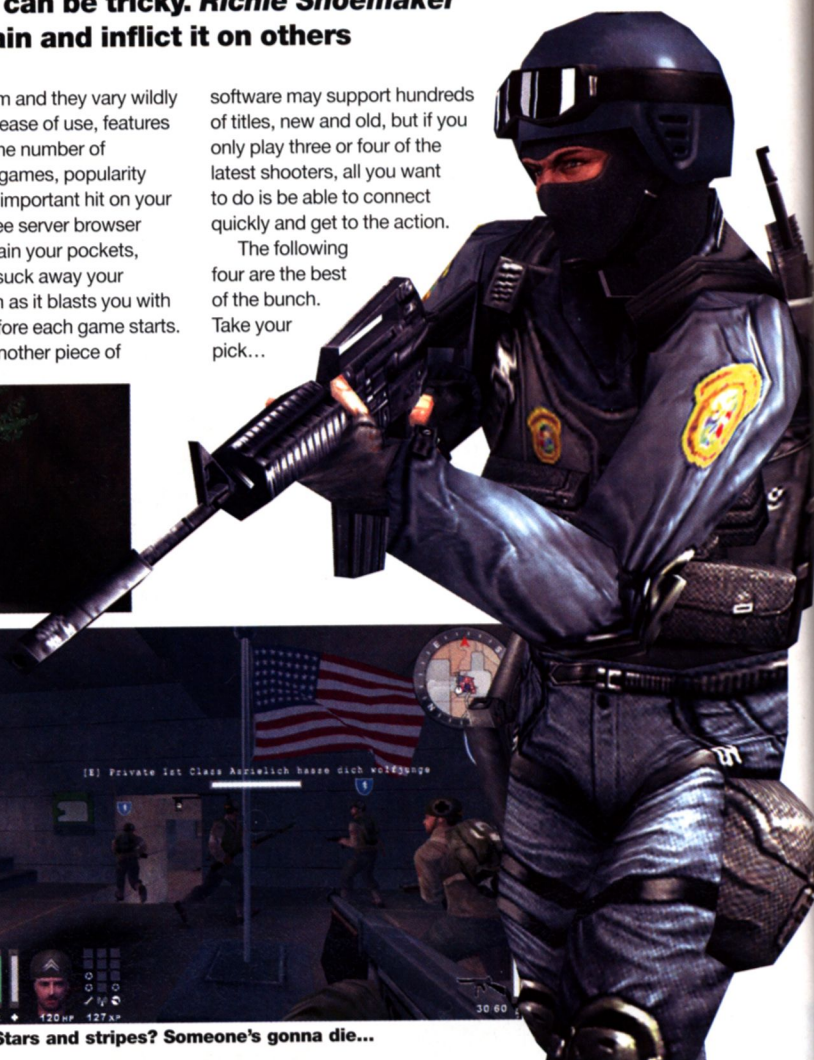 can be tricky. Richie Shoemaker
ain and inflict it on others
m and they vary wildly
ease of use, features
he number of
games, popularity
important hit on your
ee server browser
ain your pockets,
suck away your
n as it blasts you with
fore each game starts.
nother piece of
software may support hundreds
of titles, new and old, but if you
only play three or four of the
latest shooters, all you want
to do is be able to connect
quickly and get to the action.
The following
four are the best
of the bunch.
Take your
pick...
[E] Private 1st Class Asrielich hasse dich wolfjunge
120 HP 127 XP
30 60
Stars and stripes? Someone's gonna die...